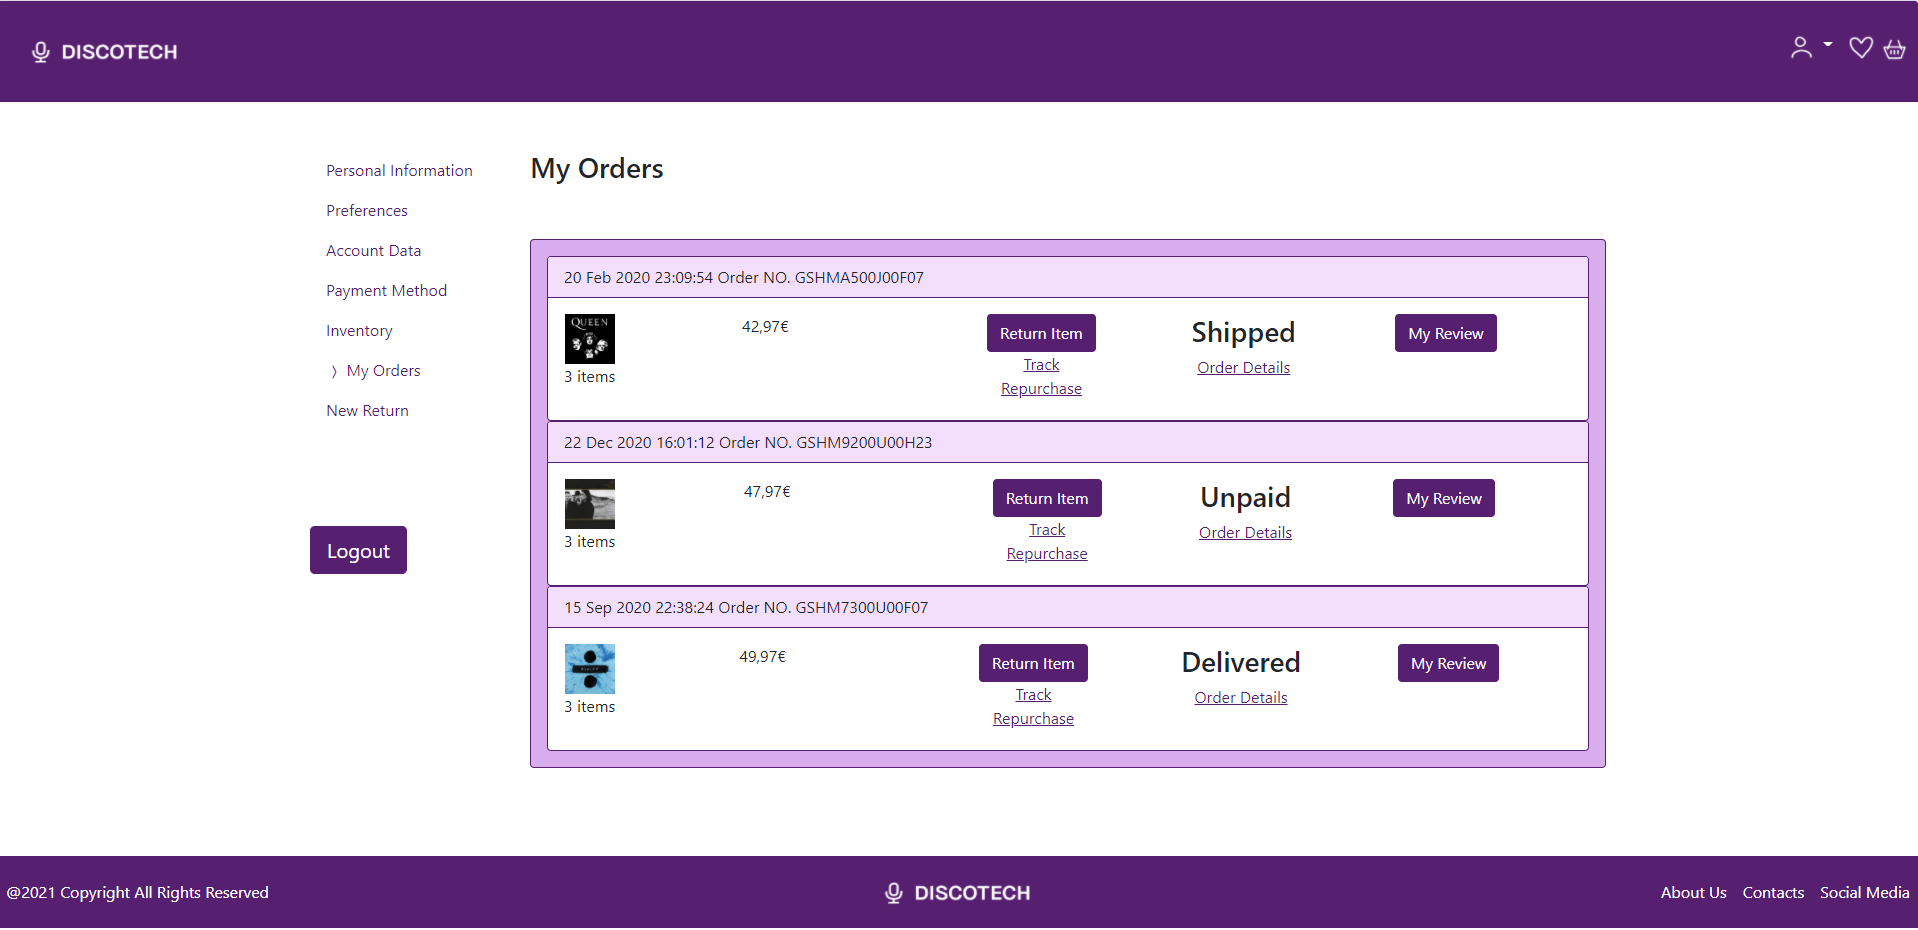 DISCOTECH
Personal Information
Preferences
Account Data
Payment Method
Inventory
My Orders
New Return
Logout
My Orders
20 Feb 2020 23:09:54 Order NO. GSHMA500J00F07
QUEEN
3 items
42,97€
Return Item
Track
Repurchase
Shipped
Order Details
My Review
22 Dec 2020 16:01:12 Order NO. GSHM9200U00H23
3 items
47,97€
Return Item
Track
Repurchase
Unpaid
Order Details
My Review
15 Sep 2020 22:38:24 Order NO. GSHM7300U00F07
3 items
49,97€
Return Item
Track
Repurchase
Delivered
Order Details
My Review
@2021 Copyright All Rights Reserved
DISCOTECH
About Us
Contacts
Social Media